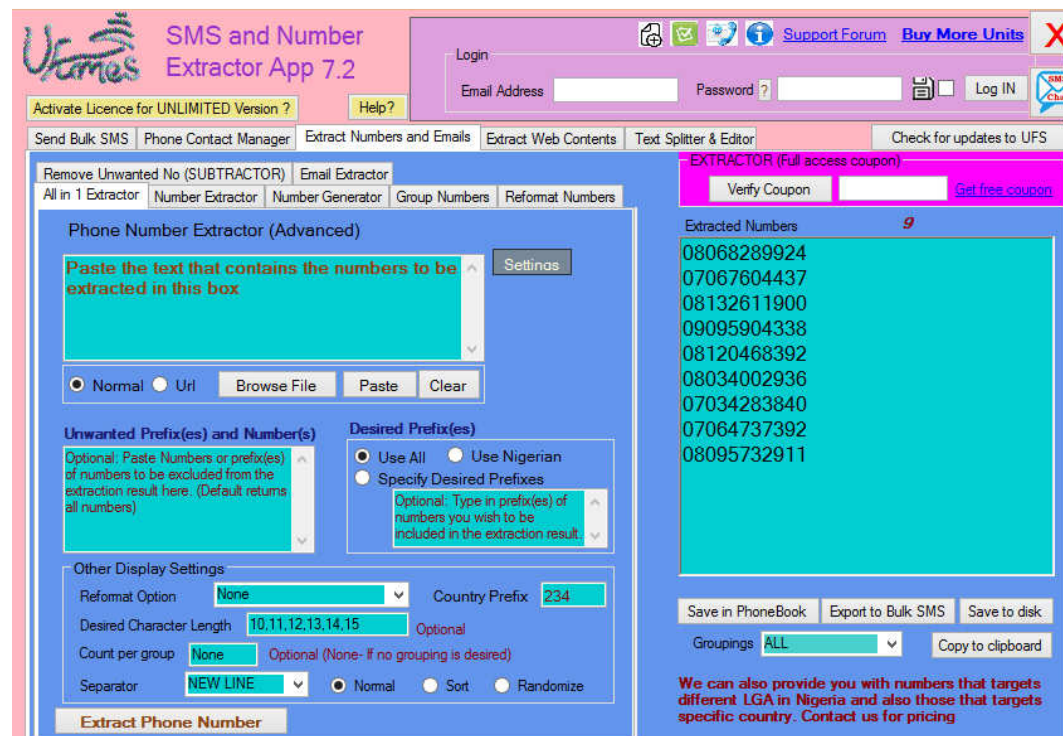 Ufomes
SMS and Number
Extractor App 7.2
Support Forum Buy More Units X
Login
Email Address Password ? Log IN
SMS
Activate Licence for UNLIMITED Version ? Help?
Send Bulk SMS Phone Contact Manager Extract Numbers and Emails Extract Web Contents Text Splitter & Editor Check for updates to UFS
Remove Unwanted No (SUBTRACTOR) Email Extractor
All in 1 Extractor Number Extractor Number Generator Group Numbers Reformat Numbers
Phone Number Extractor (Advanced)
Paste the text that contains the numbers to be
extracted in this box
Settings
Normal Url Browse File Paste Clear
Unwanted Prefix(es) and Number(s)
Optional: Paste Numbers or prefix(es)
of numbers to be excluded from the
extraction result here. (Default returns
all numbers)
Desired Prefix(es)
Use All Use Nigerian
Specify Desired Prefixes
Optional: Type in prefix(es) of
numbers you wish to be
included in the extraction result.
Other Display Settings
Reformat Option None Country Prefix 234
Desired Character Length 10,11,12,13,14,15 Optional
Count per group None Optional (None- If no grouping is desired)
Separator NEW LINE Normal Sort Randomize
Extract Phone Number
EXTRACTOR (Full access coupon)
Verify Coupon Get free coupon
Extracted Numbers 9
08068289924
07067604437
08132611900
09095904338
08120468392
08034002936
07034283840
07064737392
08095732911
Save in PhoneBook Export to Bulk SMS Save to disk
Groupings ALL Copy to clipboard
We can also provide you with numbers that targets
different LGA in Nigeria and also those that targets
specific country. Contact us for pricing